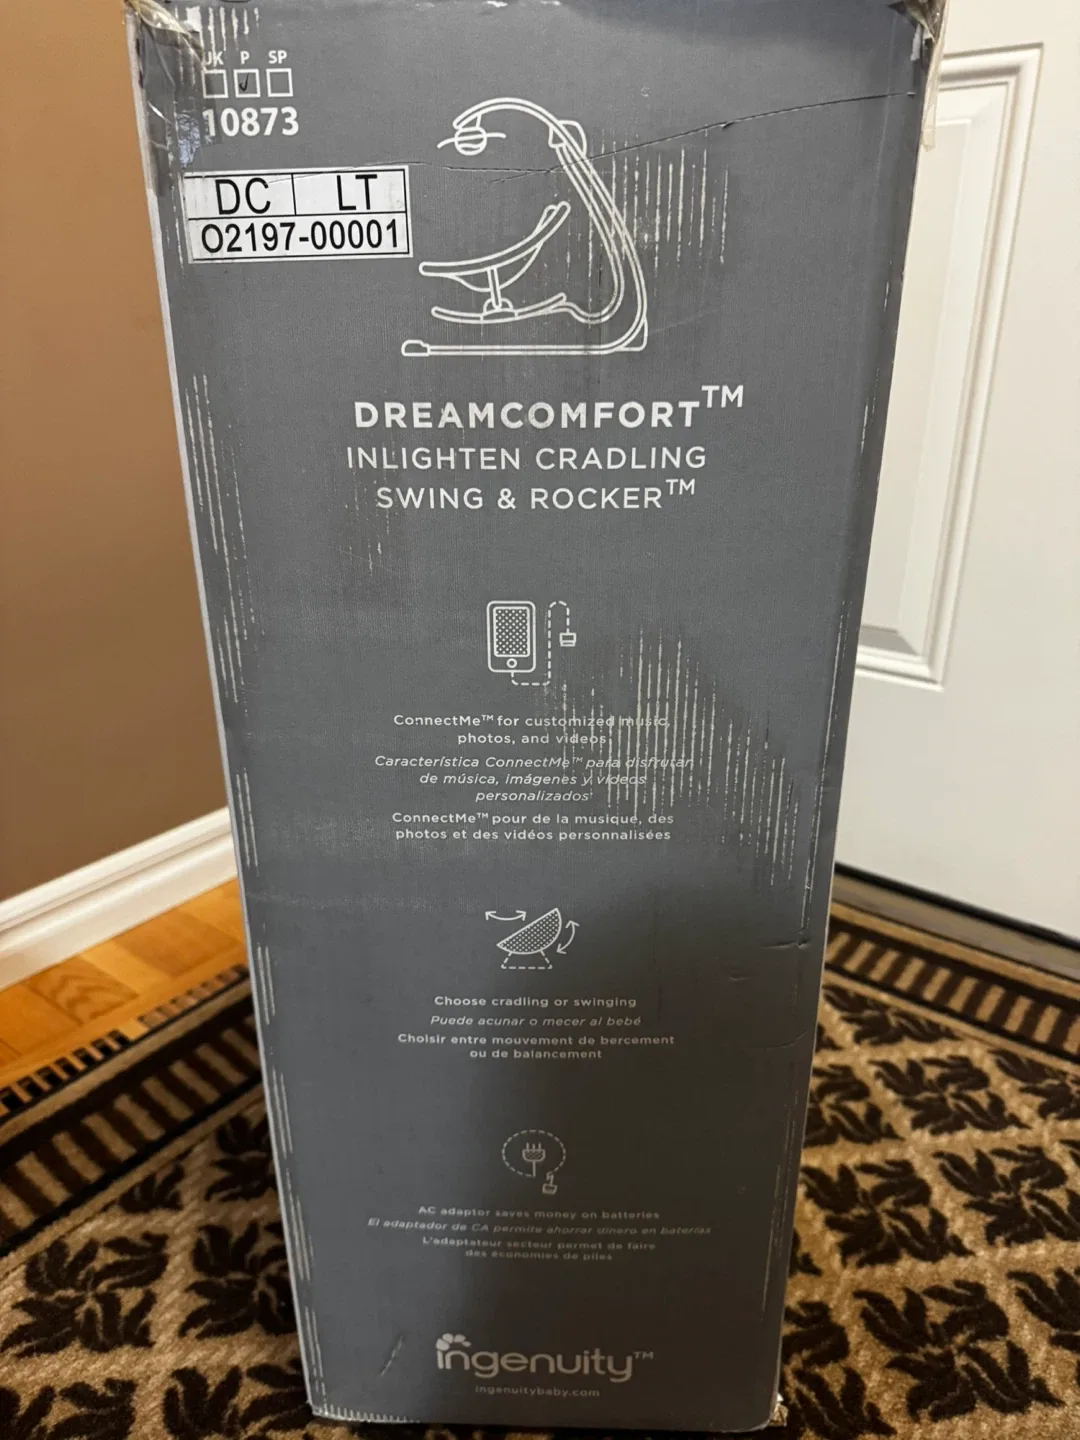 UK P SP
10873
DC LT
O2197-00001
DREAMCOMFORT™
INLIGHTEN CRADLING
SWING & ROCKER™
ConnectMe™ for customized music,
photos, and videos
Característica ConnectMe™ para disfrutar
de música, imágenes y videos
personalizados
ConnectMe™ pour de la musique, des
photos et des vidéos personnalisées
Choose cradling or swinging
Puede acunar o mecer al bebé
Choisir entre mouvement de bercement
ou de balancement
AC adaptor saves money on batteries
El adaptador de CA permite ahorrar dinero en baterías
L'adaptateur secteur permet de faire
des économies de piles
ingenuity™
ingenuitybaby.com